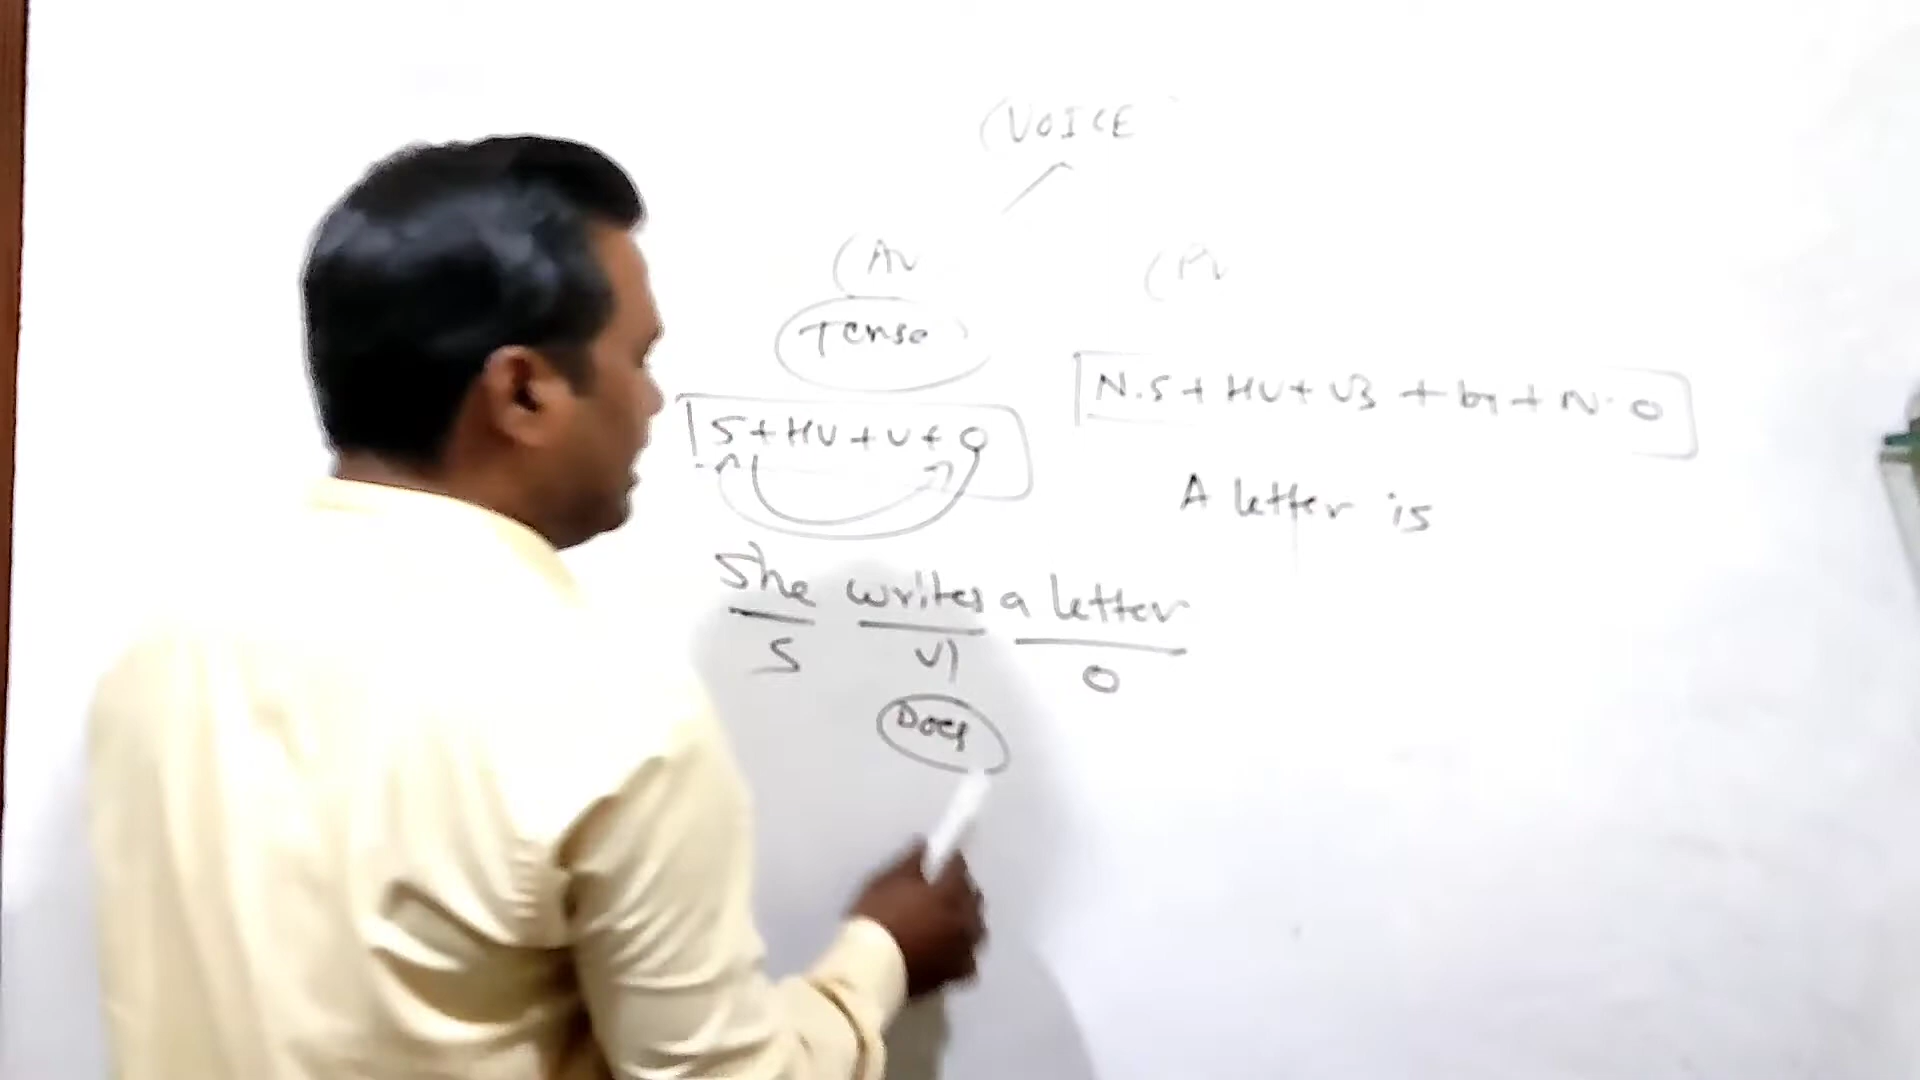 (VOICE
(AV
(PV
Tense
N.S + HV + V3 + by + N.O
S + HV + V + O
A letter is
She writes a letter
S V1 O
Does